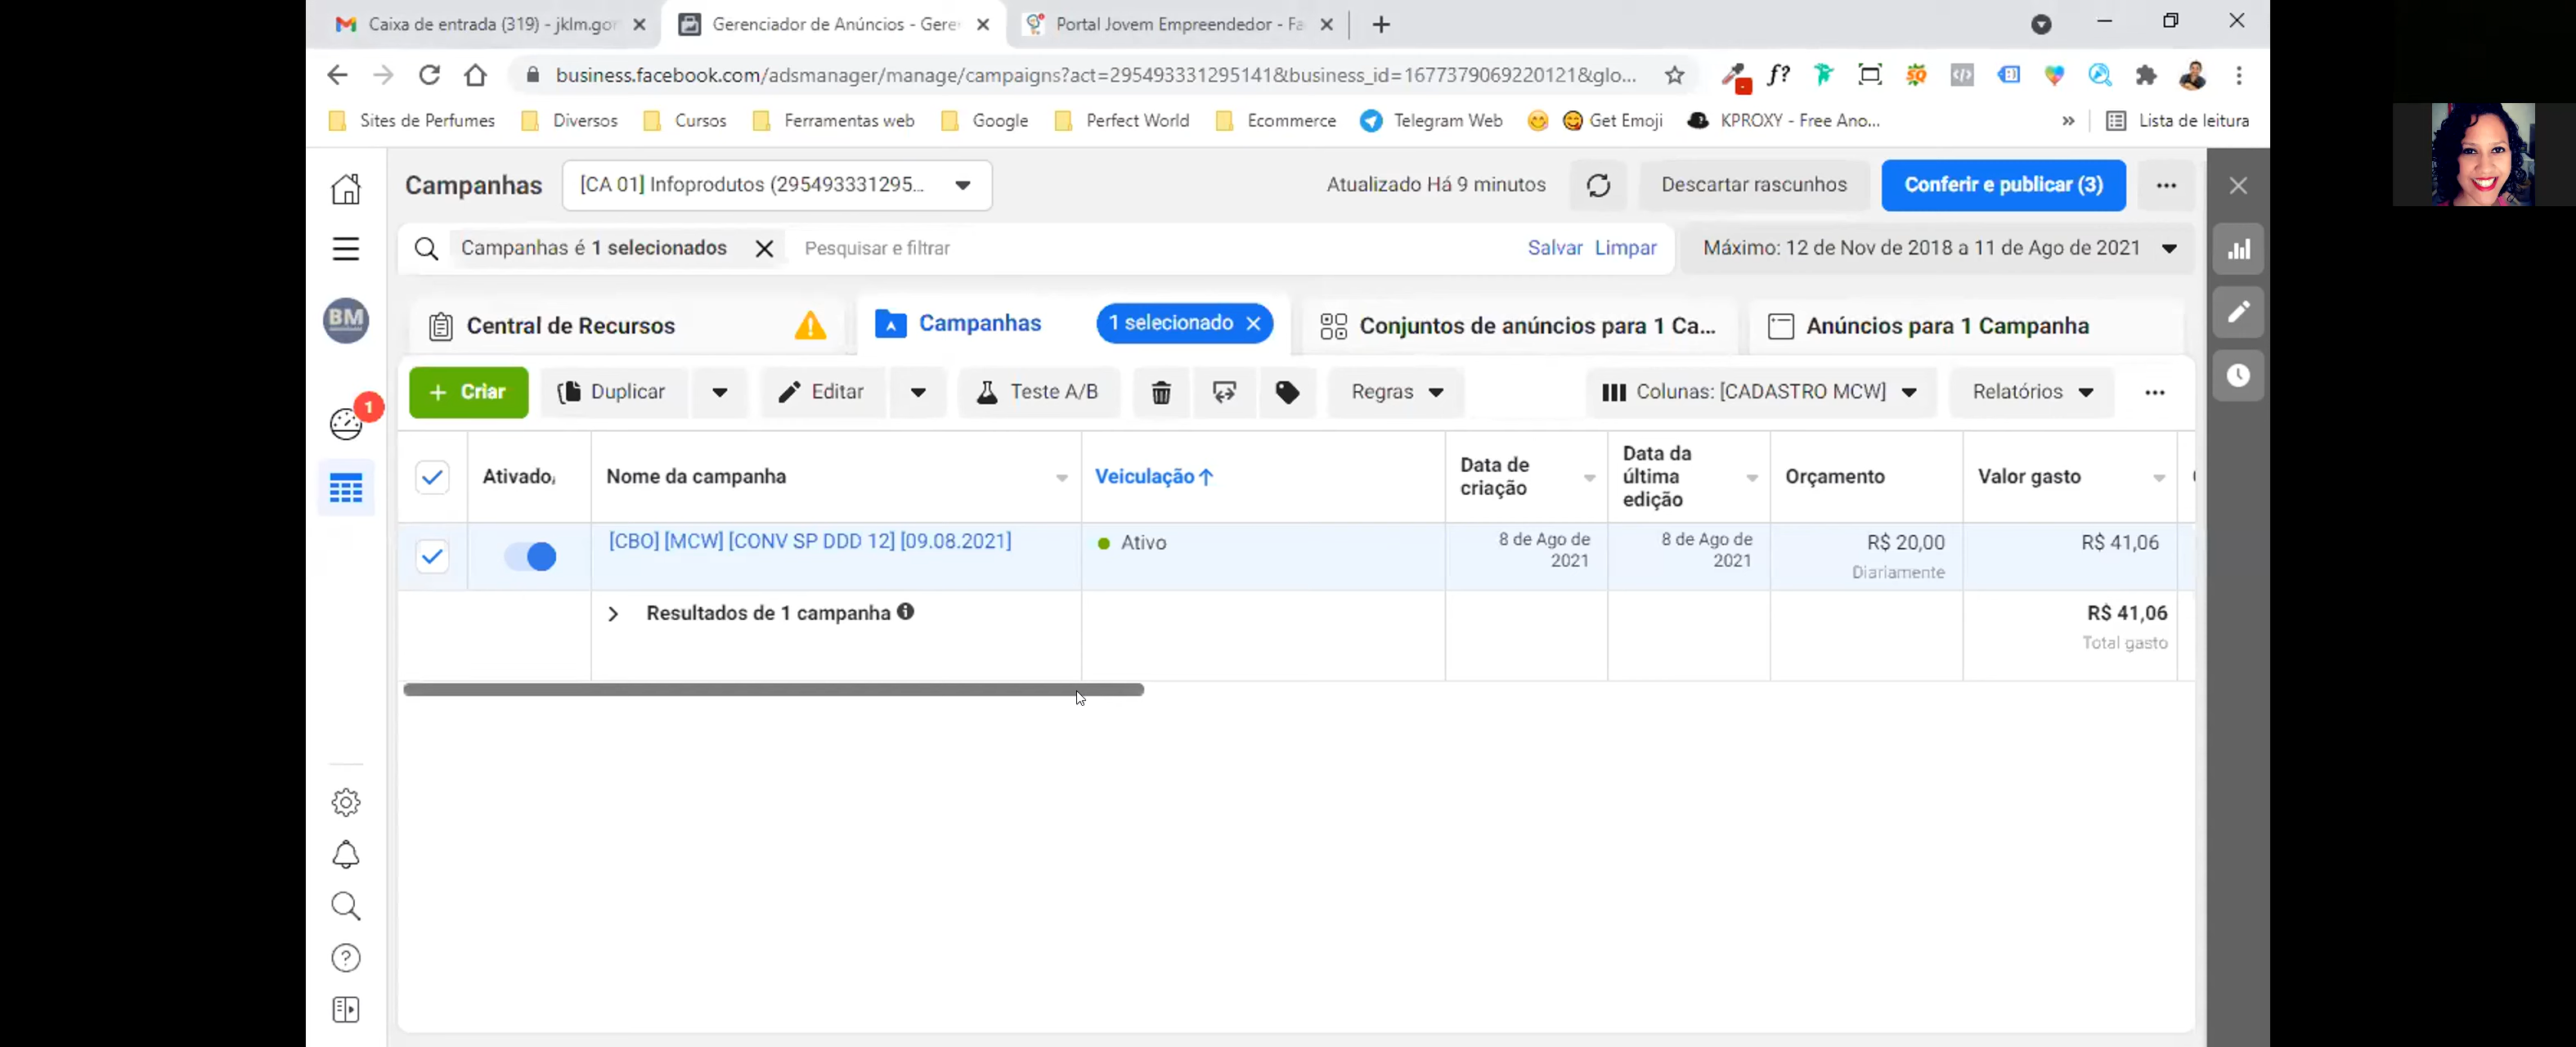 Caixa de entrada (319) - jklm.gor
Gerenciador de Anúncios - Gere
Portal Jovem Empreendedor - Fa
business.facebook.com/adsmanager/manage/campaigns?act=295493331295141&business_id=1677379069220121&glo...
f?
Sites de Perfumes
Diversos
Cursos
Ferramentas web
Google
Perfect World
Ecommerce
Telegram Web
Get Emoji
KPROXY - Free Ano...
»
Lista de leitura
Campanhas
[CA 01] Infoprodutos (295493331295...
Atualizado Há 9 minutos
Descartar rascunhos
Conferir e publicar (3)
Campanhas é 1 selecionados
Pesquisar e filtrar
Salvar
Limpar
Máximo: 12 de Nov de 2018 a 11 de Ago de 2021
BM
Central de Recursos
Campanhas
1 selecionado
Conjuntos de anúncios para 1 Ca...
Anúncios para 1 Campanha
1
+ Criar
Duplicar
Editar
Teste A/B
Regras
Colunas: [CADASTRO MCW]
Relatórios
Ativado,
Nome da campanha
Veiculação
Data de
criação
Data da
última
edição
Orçamento
Valor gasto
[CBO] [MCW] [CONV SP DDD 12] [09.08.2021]
Ativo
8 de Ago de
2021
8 de Ago de
2021
R$ 20,00
Diariamente
R$ 41,06
Resultados de 1 campanha
R$ 41,06
Total gasto